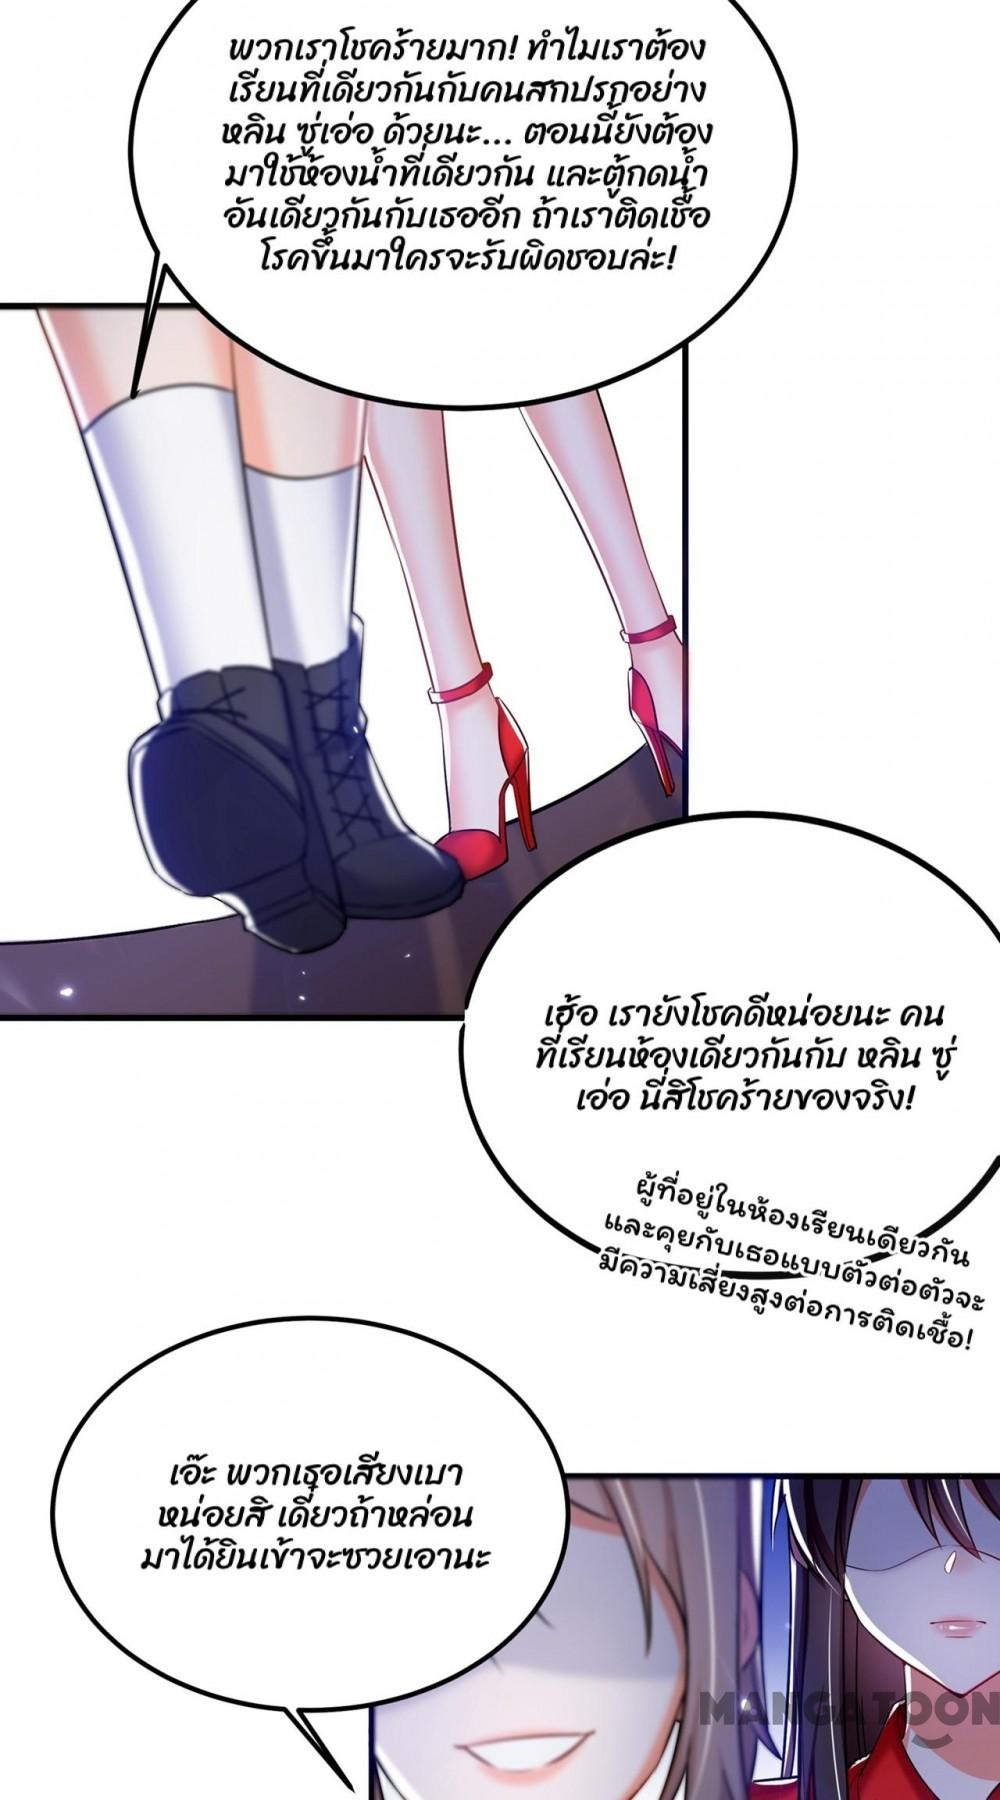 พวกเราโชคร้ายมาก! ทำไมเราต้อง
เรียนที่เดียวกันกับคนสกปรกอย่าง
หลิน ซู่เอ่อ ด้วยนะ... ตอนนี้ยังต้อง
มาใช้ห้องน้ำที่เดียวกัน และตู้กดน้ำ
อันเดียวกันกับเธออีก ถ้าเราติดเชื้อ
โรคขึ้นมาใครจะรับผิดชอบล่ะ!
เฮ้อ เรายังโชคดีหน่อยนะ คน
ที่เรียนห้องเดียวกันกับ หลิน ซู่
เอ่อ นี่สิโชคร้ายของจริง!
ผู้ที่อยู่ในห้องเรียนเดียวกัน
และคุยกับเธอแบบตัวต่อตัวจะ
มีความเสี่ยงสูงต่อการติดเชื้อ!
เอ๊ะ พวกเธอเสียงเบา
หน่อยสิ เดี๋ยวถ้าหล่อน
มาได้ยินเข้าจะซวยเอานะ
MANGATOON